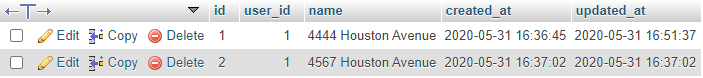 id user_id name created_at updated_at
Edit Copy Delete 1 1 4444 Houston Avenue 2020-05-31 16:36:45 2020-05-31 16:51:37
Edit Copy Delete 2 1 4567 Houston Avenue 2020-05-31 16:37:02 2020-05-31 16:37:02